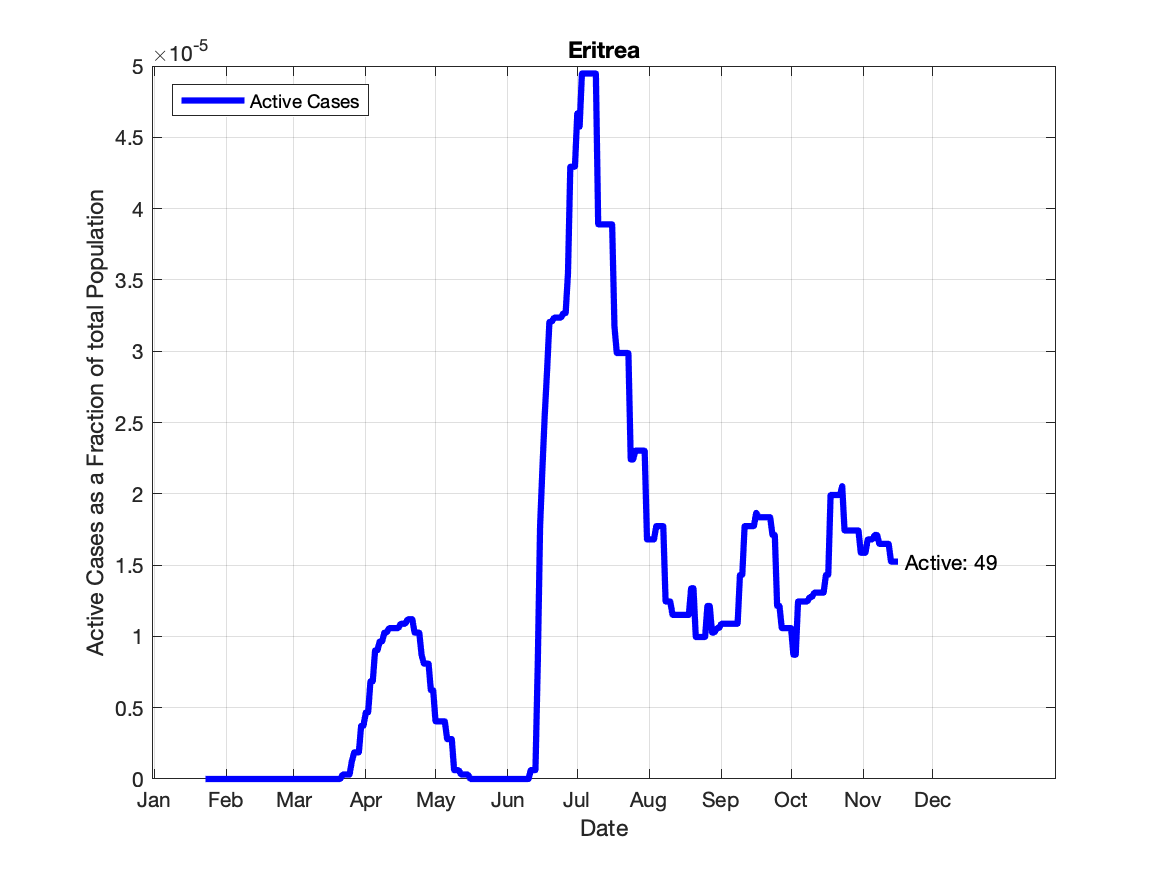 Eritrea
×10-5
Active Cases
5
4.5
4
3.5
3
2.5
2
1.5
1
0.5
0
Active Cases as a Fraction of total Population
Active: 49
Jan Feb Mar Apr May Jun Jul Aug Sep Oct Nov Dec
Date